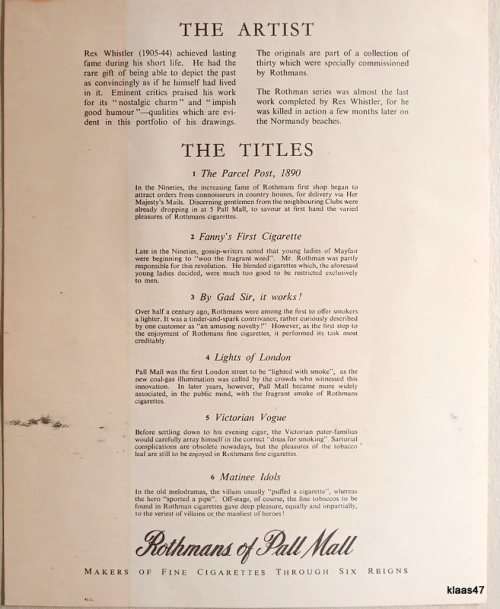 THE ARTIST
Rex Whistler (1905-44) achieved lasting
fame during his short life. He had the
rare gift of being able to depict the past
as convincingly as if he himself had lived
in it. Eminent critics praised his work
for its "nostalgic charm" and "impish
good humour"—qualities which are evi-
dent in this portfolio of his drawings.
The originals are part of a collection of
thirty which were specially commissioned
by Rothmans.
The Rothman series was almost the last
work completed by Rex Whistler, for he
was killed in action a few months later on
the Normandy beaches.
THE TITLES
1 The Parcel Post, 1890
In the Nineties, the increasing fame of Rothmans first shop began to
attract orders from connoisseurs in country houses, for delivery via Her
Majesty's Mails. Discerning gentlemen from the neighbouring Clubs were
already dropping in at 5 Pall Mall, to savour at first hand the varied
pleasures of Rothmans cigarettes.
2 Fanny's First Cigarette
Late in the Nineties, gossip-writers noted that young ladies of Mayfair
were beginning to "won the fragrant weed". Mr. Rothman was partly
responsible for this revolution. He blended cigarettes which, the aforesaid
young ladies decided, were much too good to be restricted exclusively
to men.
3 By Gad Sir, it works!
Over half a century ago, Rothmans were among the first to offer smokers
a lighter. It was a tinder-and-spark contrivance, rather curiously described
by one customer as "an amusing novelty!" However, as the first step to
the enjoyment of Rothmans fine cigarettes, it performed its task most
creditably.
4 Lights of London
Pall Mall was the first London street to be "lighted with smoke", as the
new coal-gas illumination was called by the crowds who witnessed this
innovation. In later years, however, Pall Mall became more widely
associated, in the public mind, with the fragrant smoke of Rothmans
cigarettes.
5 Victorian Vogue
Before settling down to his evening cigar, the Victorian pater-familias
would carefully array himself in the correct "dress for smoking". Sartorial
complications are obsolete nowadays, but the pleasures of the tobacco
leaf are still to be enjoyed in Rothmans fine cigarettes.
6 Matinee Idols
In the old melodramas, the villain usually "puffed a cigarette", whereas
the hero "sported a pipe". Off-stage, of course, the fine tobaccos to be
found in Rothman cigarettes gave deep pleasure, equally and impartially,
to the veriest of villains or the manliest of heroes!
Rothmans of Pall Mall
MAKERS OF FINE CIGARETTES THROUGH SIX REIGNS
klaas47